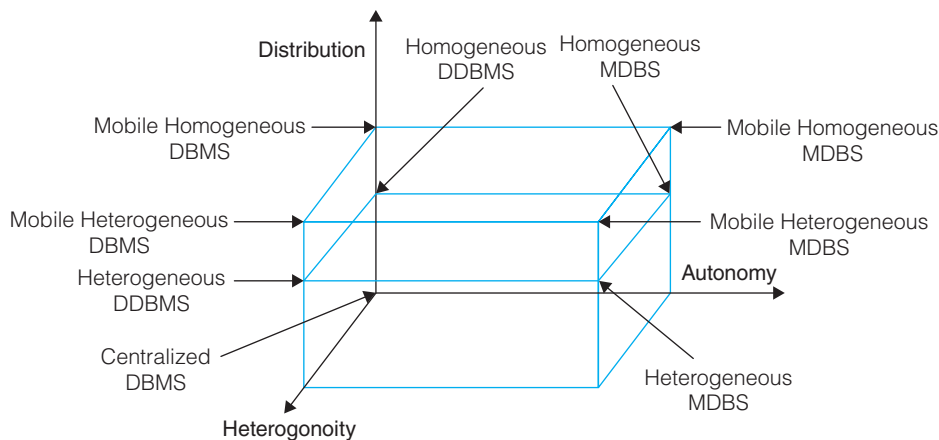 Distribution
Homogeneous
DDBMS
Homogeneous
MDBS
Mobile Homogeneous
DBMS
Mobile Homogeneous
MDBS
Mobile Heterogeneous
DBMS
Mobile Heterogeneous
MDBS
Heterogeneous
DDBMS
Autonomy
Centralized
DBMS
Heterogeneous
MDBS
Heterogonoity